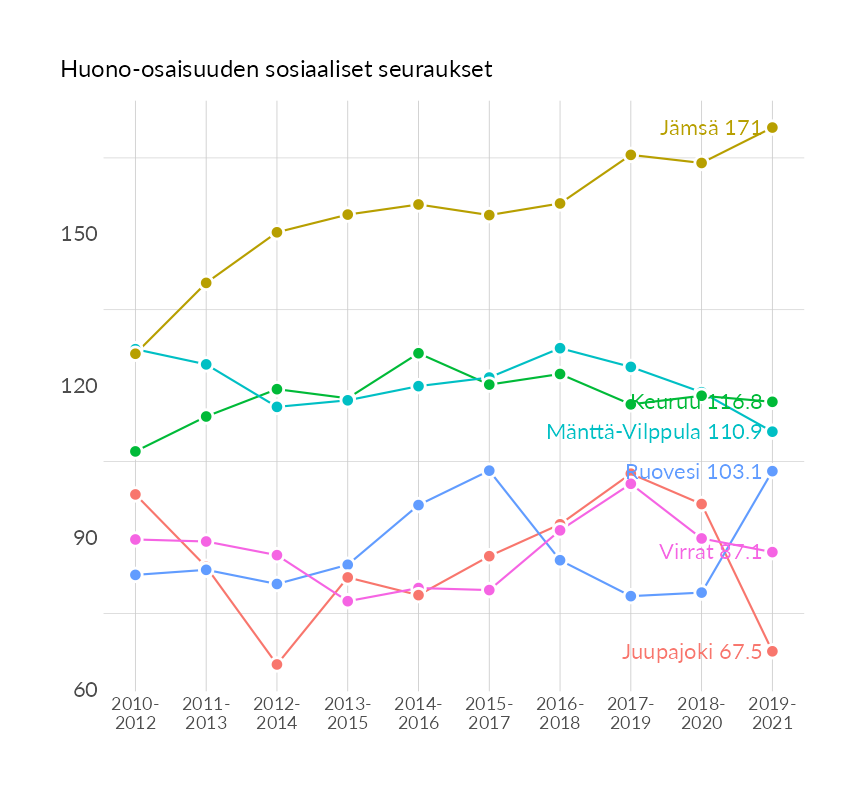 Huono-osaisuuden sosiaaliset seuraukset
Jämsä 171
150
120
Keuruu 116.8
Mänttä-Vilppula 110.9
Ruovesi 103.1
90
Virrat 87.1
Juupajoki 67.5
60
2010- 2011- 2012- 2013- 2014- 2015- 2016- 2017- 2018- 2019-
2012 2013 2014 2015 2016 2017 2018 2019 2020 2021